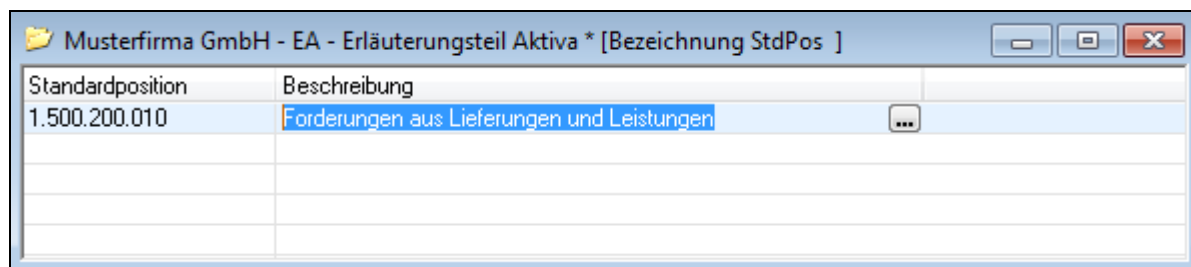 Musterfirma GmbH - EA - Erläuterungsteil Aktiva * [Bezeichnung StdPos ]
Standardposition Beschreibung
1.500.200.010 Forderungen aus Lieferungen und Leistungen ...